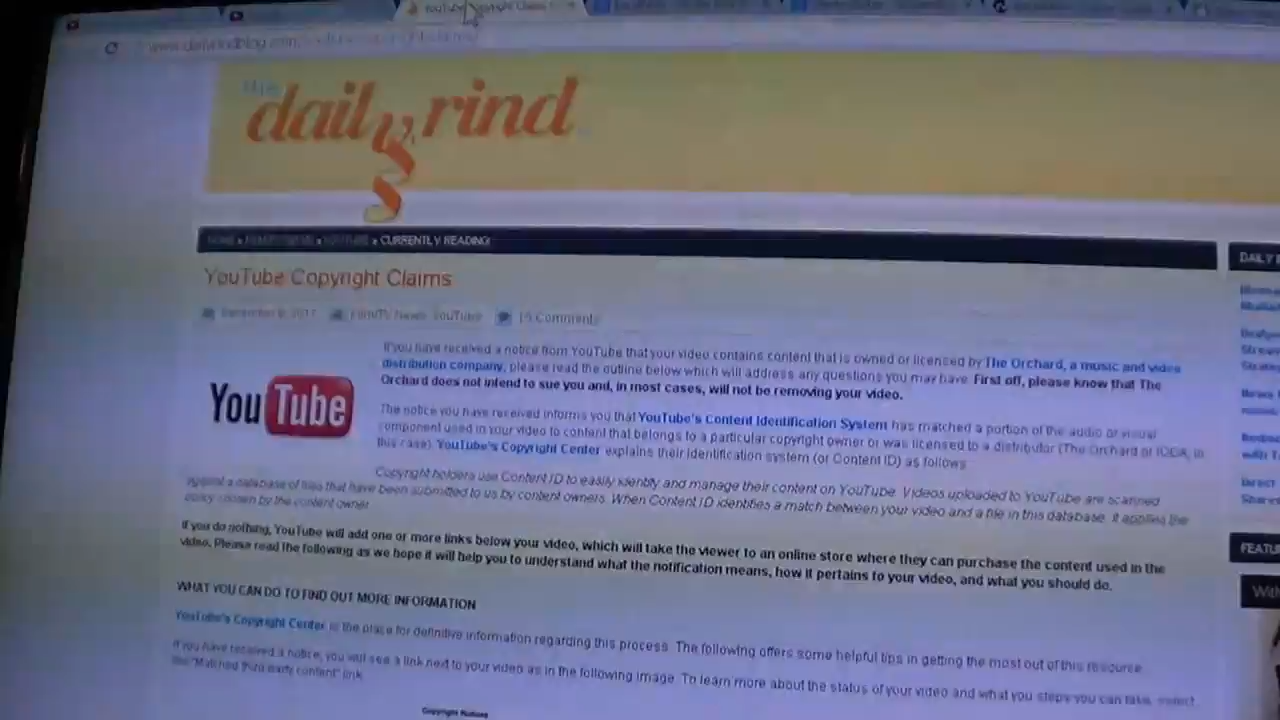 YouTube Copyright Claims
www.dailyrindblog.com
the
daily rind
» CURRENTLY READING:
YouTube Copyright Claims
YouTube
15 Comments
If you have received a notice from YouTube that your video contains content that is owned or licensed by The Orchard, a music and video
distribution company, please read the outline below which will address any questions you may have. First off, please know that The
Orchard does not intend to sue you and, in most cases, will not be removing your video.
YouTube
The notice you have received informs you that YouTube's Content Identification System has matched a portion of the audio or visual
component used in your video to content that belongs to a particular copyright owner or was licensed to a distributor (The Orchard or IODA, in
this case). YouTube's Copyright Center explains their identification system (or Content ID) as follows:
Copyright holders use Content ID to easily identify and manage their content on YouTube. Videos uploaded to YouTube are scanned
against a database of files that have been submitted to us by content owners. When Content ID identifies a match between your video and a file in this database, it applies the
policy chosen by the content owner.
If you do nothing, YouTube will add one or more links below your video, which will take the viewer to an online store where they can purchase the content used in the
video. Please read the following as we hope it will help you to understand what the notification means, how it pertains to your video, and what you should do.
WHAT YOU CAN DO TO FIND OUT MORE INFORMATION
YouTube's Copyright Center is the place for definitive information regarding this process. The following offers some helpful tips in getting the most out of this resource.
If you have received a notice, you will see a link next to your video as in the following image. To learn more about the status of your video and what you steps you can take, select
the "Matched third party content" link.
Copyright Notices
DAILY
FEATU
With